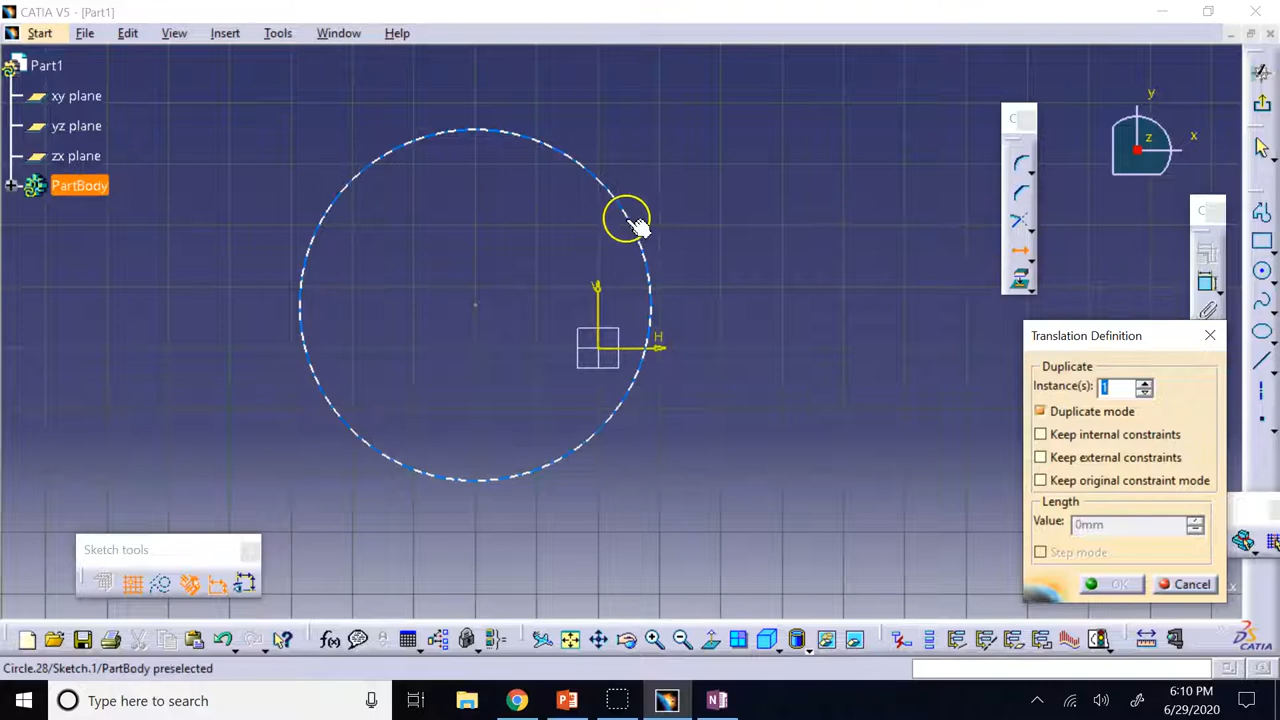 CATIA V5 - [Part1]
Start File Edit View Insert Tools Window Help
Part1
xy plane
yz plane
zx plane
PartBody
y
x
z
C
C
V
H
Translation Definition
Duplicate
Instance(s): 1
Duplicate mode
Keep internal constraints
Keep external constraints
Keep original constraint mode
Length
Value: 0mm
Step mode
OK Cancel
Sketch tools
x
f(x)
CATIA
Circle.28/Sketch.1/PartBody preselected
Type here to search
6:10 PM
6/29/2020